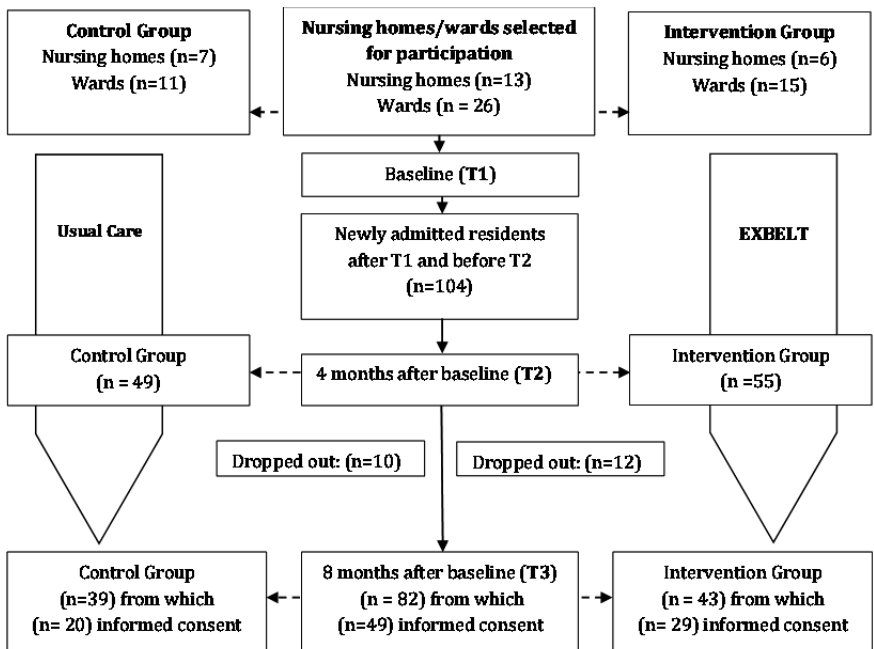 Control Group
Nursing homes (n=7)
Wards (n=11)
Nursing homes/wards selected
for participation
Nursing homes (n=13)
Wards (n = 26)
Intervention Group
Nursing homes (n=6)
Wards (n=15)
Baseline (T1)
Usual Care
Newly admitted residents
after T1 and before T2
(n=104)
EXBELT
Control Group
(n = 49)
4 months after baseline (T2)
Intervention Group
(n =55)
Dropped out: (n=10)
Dropped out: (n=12)
Control Group
(n=39) from which
(n= 20) informed consent
8 months after baseline (T3)
(n = 82) from which
(n=49) informed consent
Intervention Group
(n = 43) from which
(n= 29) informed consent